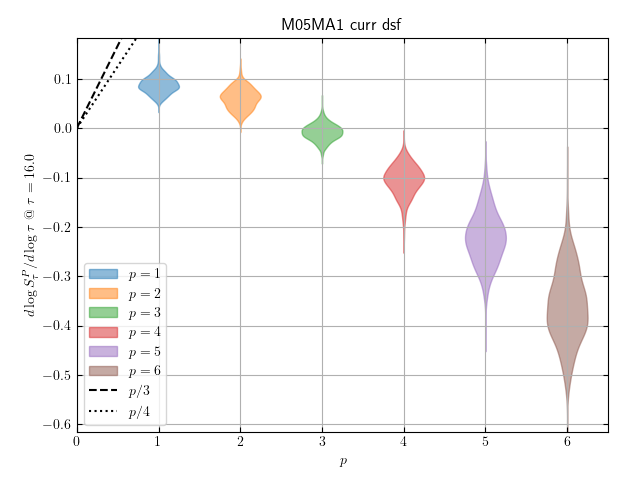 M05MA1 curr dsf
d log S_τ^P / d log τ @ τ = 16.0
0.1
0.0
−0.1
−0.2
−0.3
−0.4
−0.5
−0.6
p = 1
p = 2
p = 3
p = 4
p = 5
p = 6
p/3
p/4
0 1 2 3 4 5 6
p